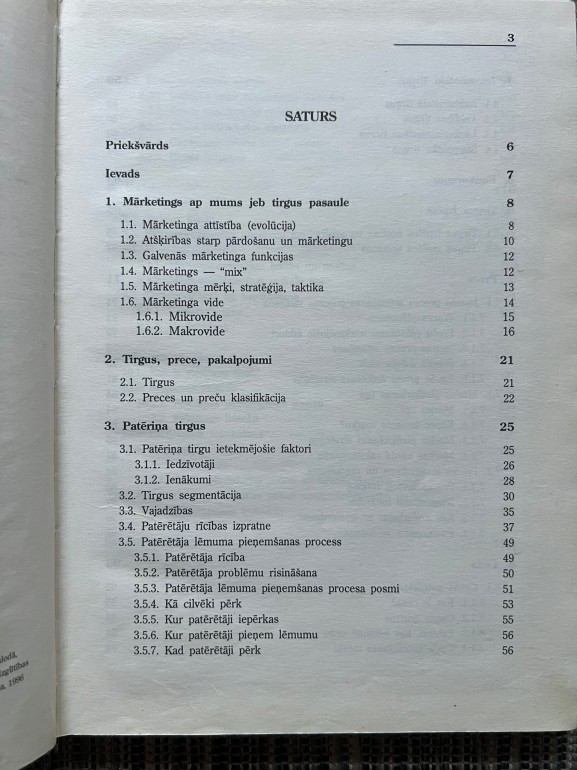 3
SATURS
Priekšvārds 6
Ievads 7
1. Mārketings ap mums jeb tirgus pasaule 8
1.1. Mārketinga attīstība (evolūcija) 8
1.2. Atšķirības starp pārdošanu un mārketingu 10
1.3. Galvenās mārketinga funkcijas 12
1.4. Mārketings — “mix” 12
1.5. Mārketinga mērķi, stratēģija, taktika 13
1.6. Mārketinga vide 14
1.6.1. Mikrovide 15
1.6.2. Makrovide 16
2. Tirgus, prece, pakalpojumi 21
2.1. Tirgus 21
2.2. Preces un preču klasifikācija 22
3. Patēriņa tirgus 25
3.1. Patēriņa tirgu ietekmējošie faktori 25
3.1.1. Iedzīvotāji 26
3.1.2. Ienākumi 28
3.2. Tirgus segmentācija 30
3.3. Vajadzības 35
3.4. Patērētāju rīcības izpratne 37
3.5. Patērētāja lēmuma pieņemšanas process 49
3.5.1. Patērētāja rīcība 49
3.5.2. Patērētāja problēmu risināšana 50
3.5.3. Patērētāja lēmuma pieņemšanas procesa posmi 51
3.5.4. Kā cilvēki pērk 53
3.5.5. Kur patērētāji iepērkas 55
3.5.6. Kur patērētāji pieņem lēmumu 56
3.5.7. Kad patērētāji pērk 56
1996